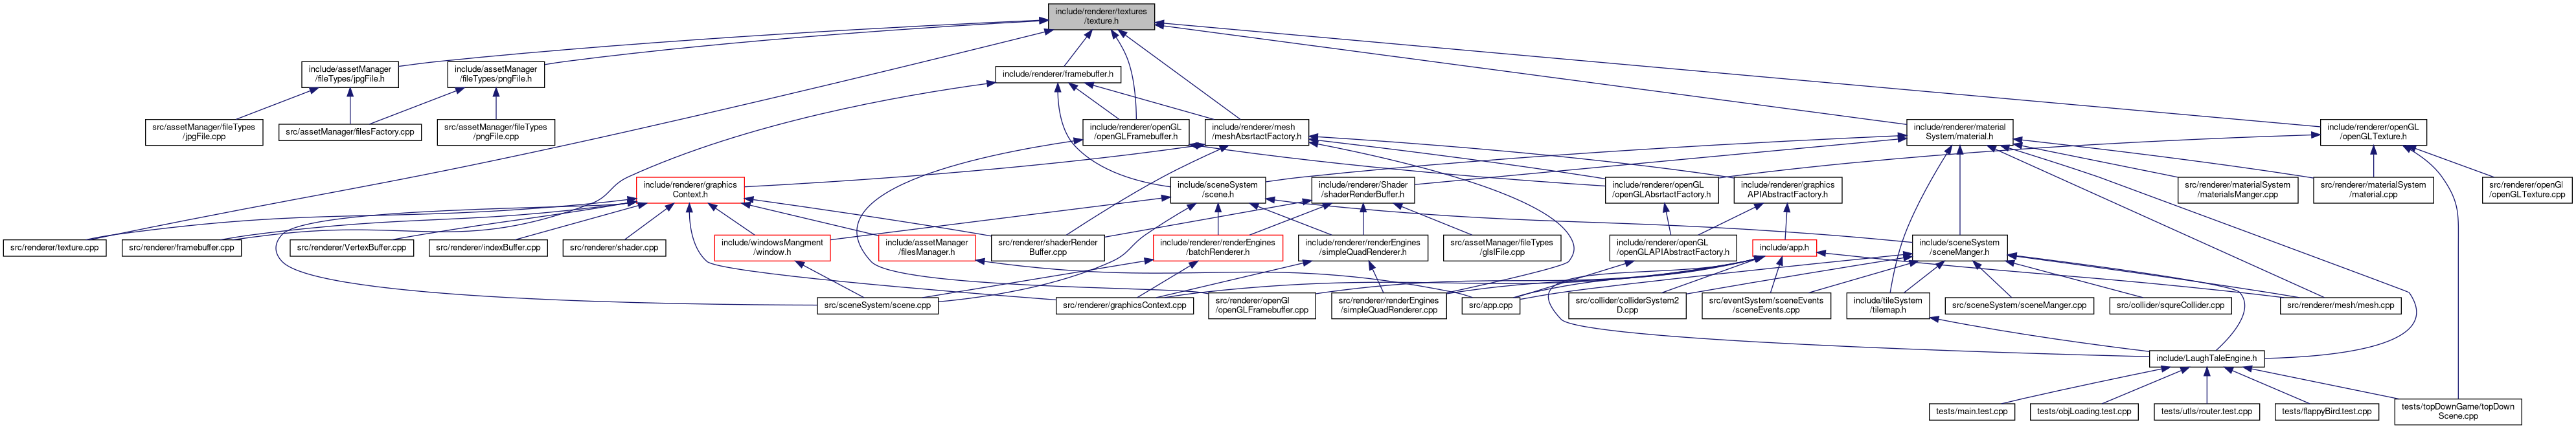 include/renderer/textures
/texture.h
include/assetManager
/fileTypes/jpgFile.h
include/assetManager
/fileTypes/pngFile.h
include/renderer/framebuffer.h
src/assetManager/fileTypes
/jpgFile.cpp
src/assetManager/filesFactory.cpp
src/assetManager/fileTypes
/pngFile.cpp
include/renderer/openGL
/openGLFramebuffer.h
include/renderer/mesh
/meshAbsrtactFactory.h
include/renderer/material
System/material.h
include/renderer/openGL
/openGLTexture.h
include/renderer/graphics
Context.h
include/sceneSystem
/scene.h
include/renderer/Shader
/shaderRenderBuffer.h
include/renderer/openGL
/openGLAbsrtactFactory.h
include/renderer/graphics
APIAbstractFactory.h
src/renderer/materialSystem
/materialsManger.cpp
src/renderer/materialSystem
/material.cpp
src/renderer/openGl
/openGLTexture.cpp
src/renderer/texture.cpp
src/renderer/framebuffer.cpp
src/renderer/VertexBuffer.cpp
src/renderer/indexBuffer.cpp
src/renderer/shader.cpp
include/windowsMangment
/window.h
include/assetManager
/filesManager.h
src/renderer/shaderRender
Buffer.cpp
include/renderer/renderEngines
/batchRenderer.h
include/renderer/renderEngines
/simpleQuadRenderer.h
src/assetManager/fileTypes
/glslFile.cpp
include/renderer/openGL
/openGLAPIAbstractFactory.h
include/app.h
include/sceneSystem
/sceneManger.h
src/sceneSystem/scene.cpp
src/renderer/graphicsContext.cpp
src/renderer/openGl
/openGLFramebuffer.cpp
src/renderer/renderEngines
/simpleQuadRenderer.cpp
src/app.cpp
src/collider/colliderSystem2
D.cpp
src/eventSystem/sceneEvents
/sceneEvents.cpp
include/tileSystem
/tilemap.h
src/sceneSystem/sceneManger.cpp
src/collider/squreCollider.cpp
src/renderer/mesh/mesh.cpp
include/LaughTaleEngine.h
tests/main.test.cpp
tests/objLoading.test.cpp
tests/utls/router.test.cpp
tests/flappyBird.test.cpp
tests/topDownGame/topDown
Scene.cpp